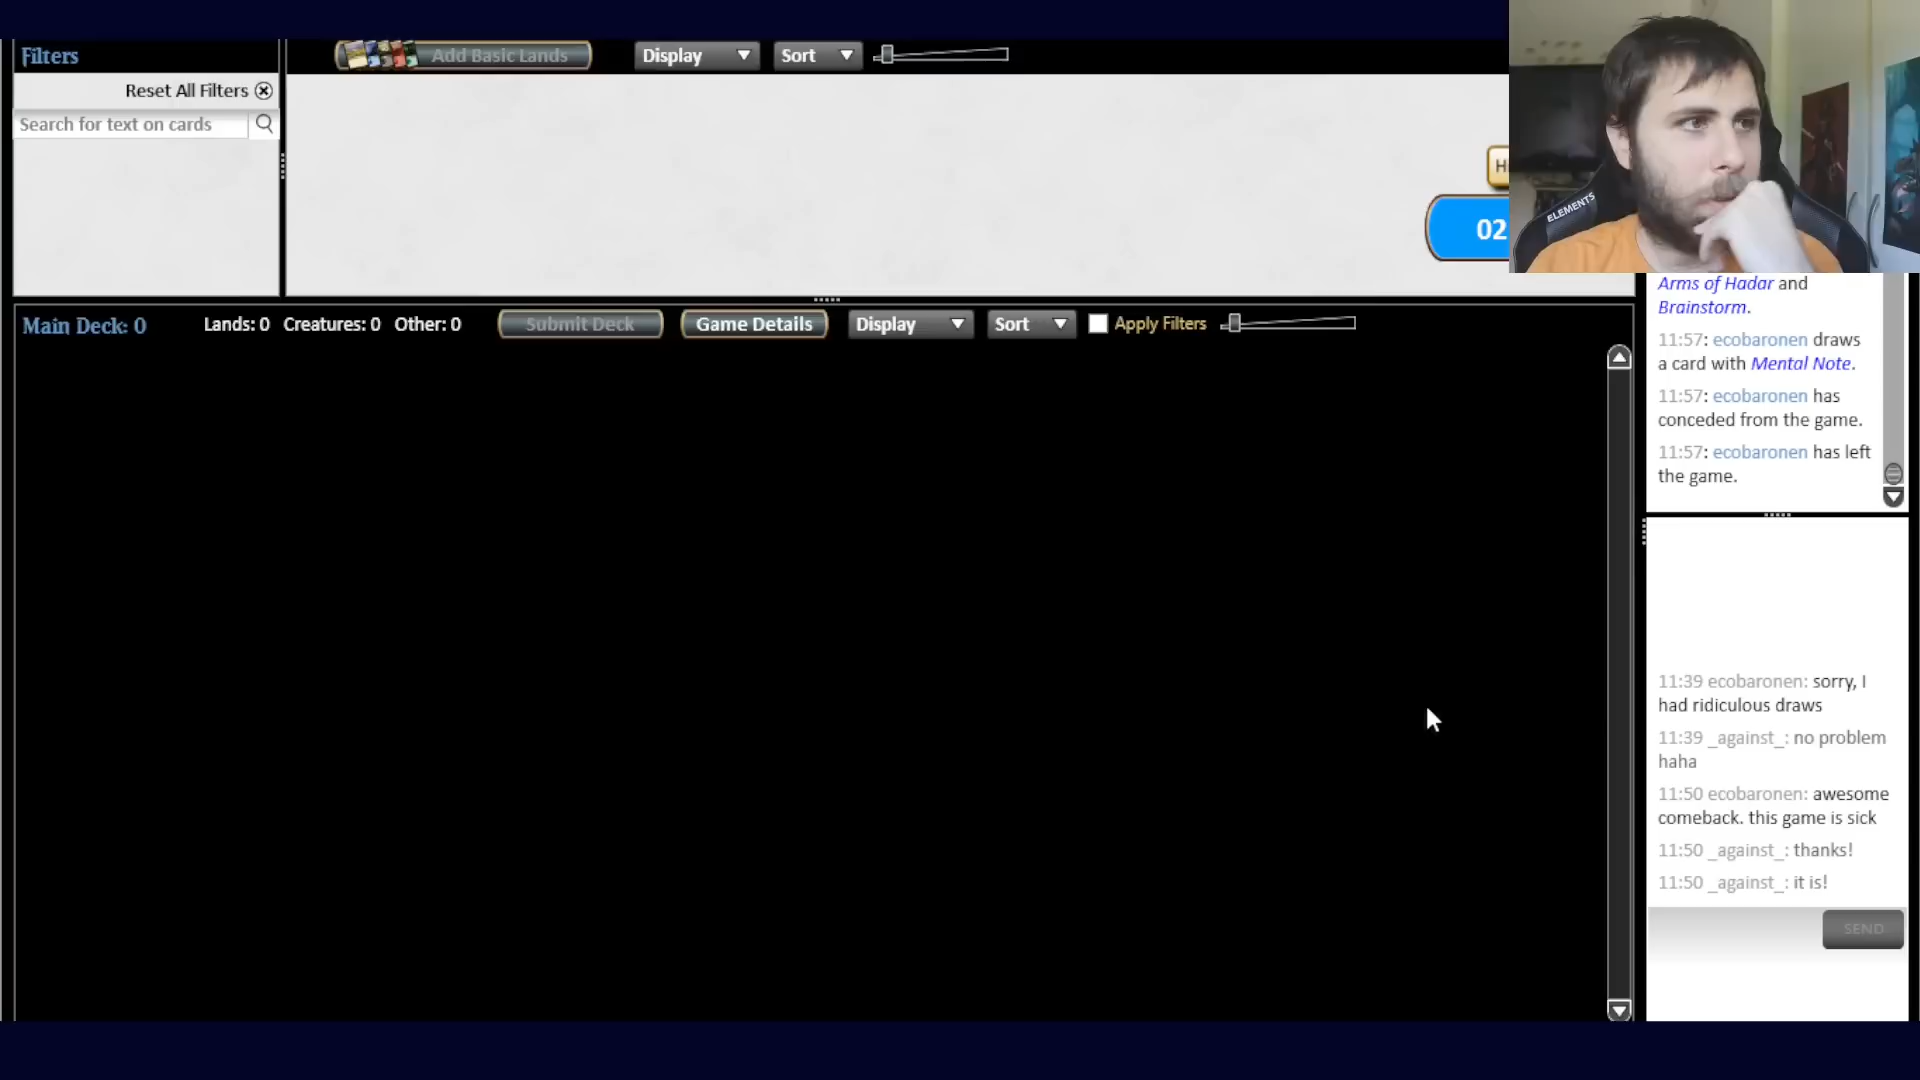 Filters
Add Basic Lands
Display
Sort
Reset All Filters
Search for text on cards
H
02
ELEMENTS
Main Deck: 0
Lands: 0
Creatures: 0
Other: 0
Submit Deck
Game Details
Display
Sort
Apply Filters
Arms of Hadar and
Brainstorm.
11:57: ecobaronen draws
a card with Mental Note.
11:57: ecobaronen has
conceded from the game.
11:57: ecobaronen has left
the game.
11:39 ecobaronen: sorry, I
had ridiculous draws
11:39 _against_: no problem
haha
11:50 ecobaronen: awesome
comeback. this game is sick
11:50 _against_: thanks!
11:50 _against_: it is!
SEND